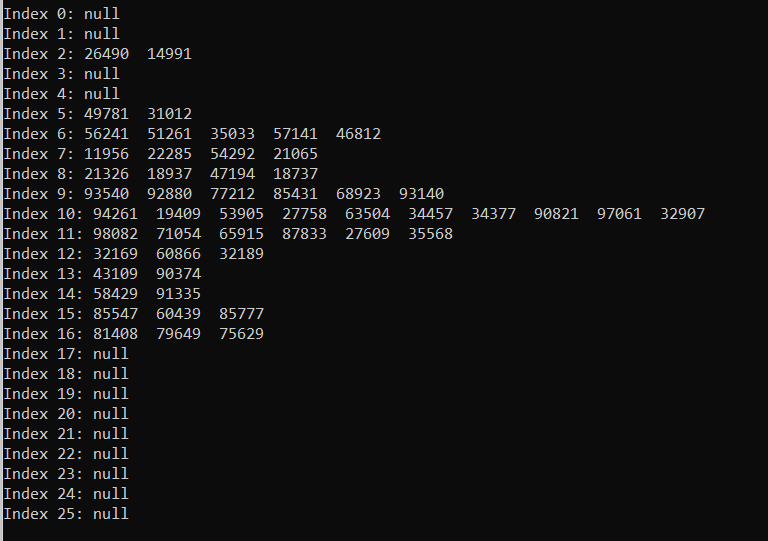 Index 0: null
Index 1: null
Index 2: 26490  14991
Index 3: null
Index 4: null
Index 5: 49781  31012
Index 6: 56241  51261  35033  57141  46812
Index 7: 11956  22285  54292  21065
Index 8: 21326  18937  47194  18737
Index 9: 93540  92880  77212  85431  68923  93140
Index 10: 94261  19409  53905  27758  63504  34457  34377  90821  97061  32907
Index 11: 98082  71054  65915  87833  27609  35568
Index 12: 32169  60866  32189
Index 13: 43109  90374
Index 14: 58429  91335
Index 15: 85547  60439  85777
Index 16: 81408  79649  75629
Index 17: null
Index 18: null
Index 19: null
Index 20: null
Index 21: null
Index 22: null
Index 23: null
Index 24: null
Index 25: null